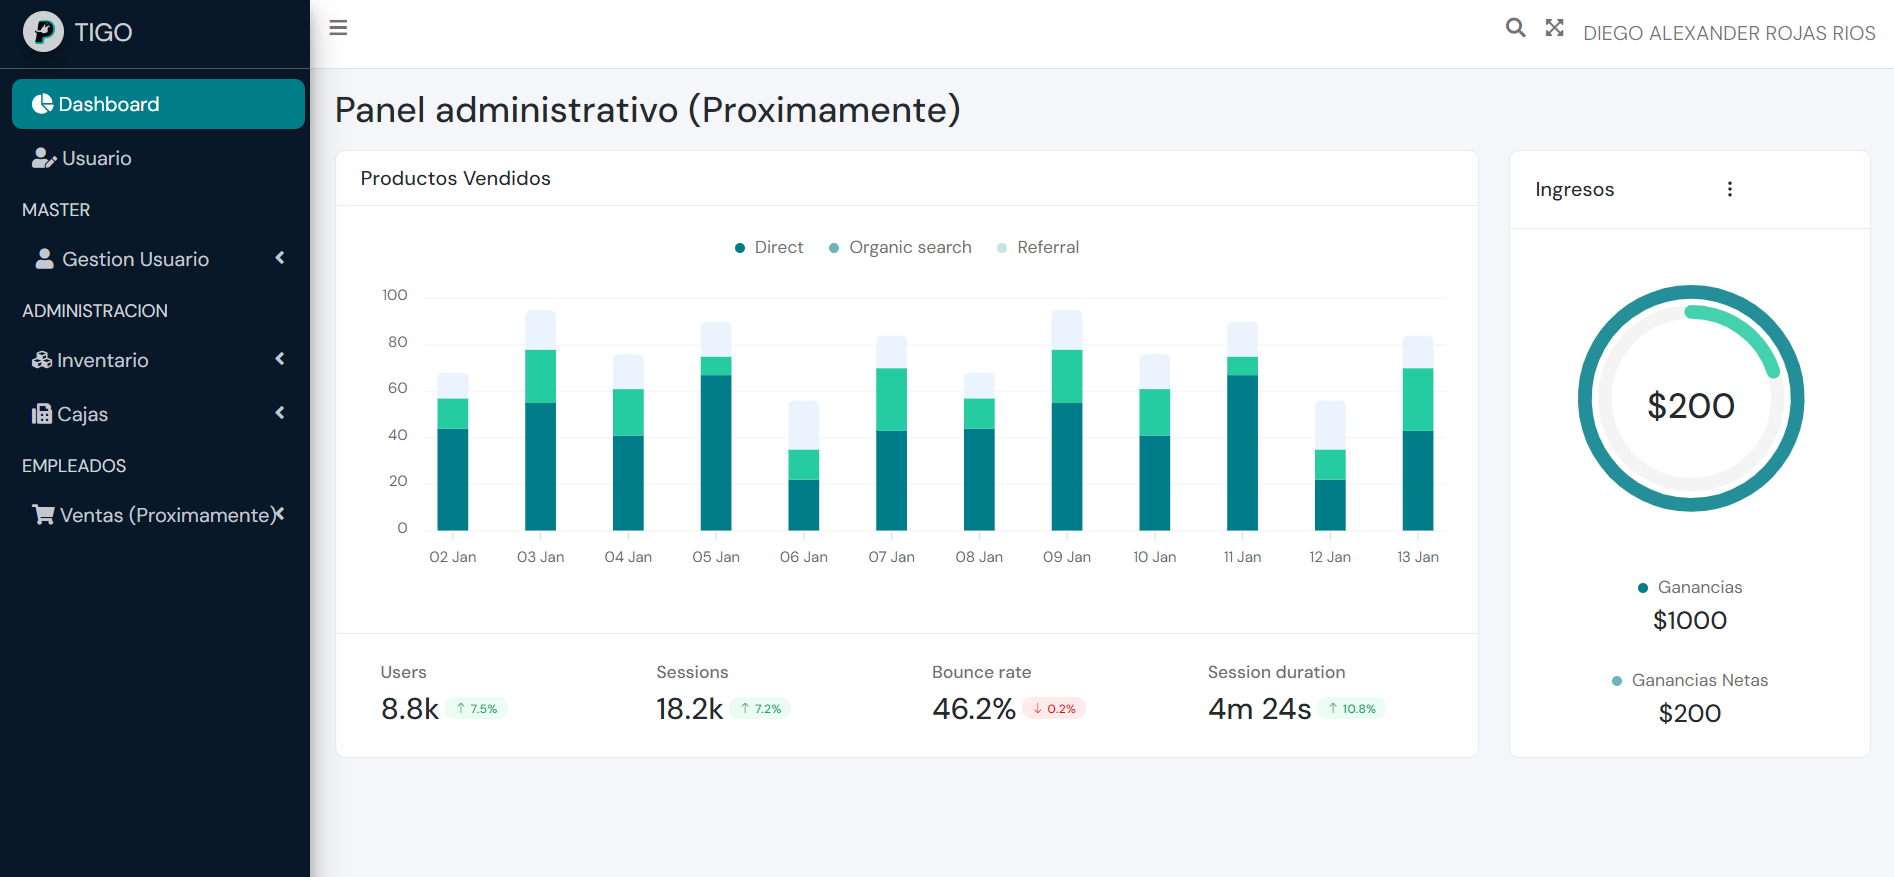 TIGO
Dashboard
Usuario
MASTER
Gestion Usuario
ADMINISTRACION
Inventario
Cajas
EMPLEADOS
Ventas (Proximamente)
DIEGO ALEXANDER ROJAS RIOS
Panel administrativo (Proximamente)
Productos Vendidos
Direct Organic search Referral
100
80
60
40
20
0
02 Jan 03 Jan 04 Jan 05 Jan 06 Jan 07 Jan 08 Jan 09 Jan 10 Jan 11 Jan 12 Jan 13 Jan
Users Sessions Bounce rate Session duration
8.8k ↑ 7.5% 18.2k ↑ 7.2% 46.2% ↓ 0.2% 4m 24s ↑ 10.8%
Ingresos
$200
Ganancias
$1000
Ganancias Netas
$200